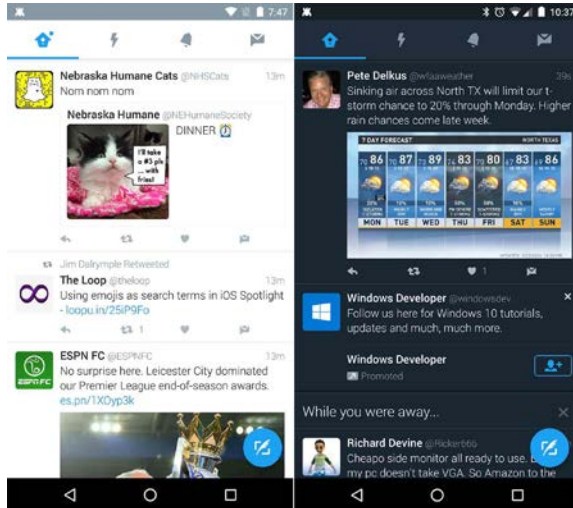 7:47
Nebraska Humane Cats @NHSCats 13m
Nom nom nom
Nebraska Humane @NEHumaneSociety
DINNER
I'll take
a #3 pls
... with
fries!
Jim Dalrymple Retweeted
The Loop @theloop 13m
Using emojis as search terms in iOS Spotlight
- loopu.in/25iP9Fo
1
ESPN FC @ESPNFC 13m
ESPN FC
No surprise here. Leicester City dominated
our Premier League end-of-season awards.
es.pn/1XOyp3k
10:37
Pete Delkus @wfaaweather 39s
Sinking air across North TX will limit our t-
storm chance to 20% through Monday. Higher
rain chances come late week.
7 DAY FORECAST NORTH TEXAS
86 87 89 83 80 83 86
MON TUE WED THU FRI SAT SUN
1
Windows Developer @windowsdev
Follow us here for Windows 10 tutorials,
updates and much, much more.
Windows Developer
Promoted
While you were away...
Richard Devine @Ricker666
Cheapo side monitor all ready to use.
my pc doesn't take VGA. So Amazon to the